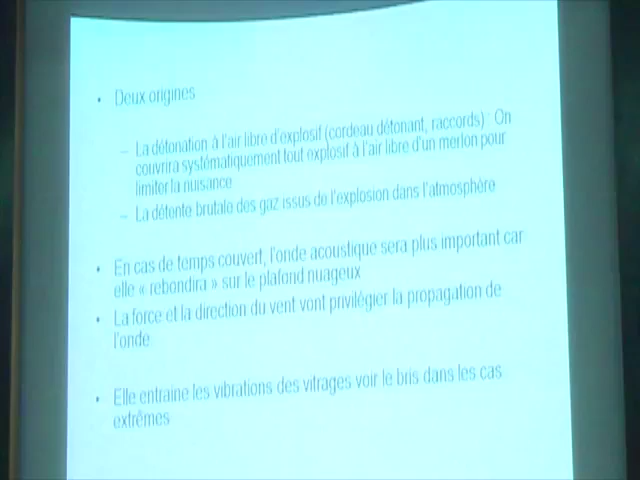 • Deux origines
– La détonation à l'air libre d'explosif (cordeau détonant, raccords) : On
couvrira systématiquement tout explosif à l'air libre d'un merlon pour
limiter la nuisance
– La détente brutale des gaz issus de l'explosion dans l'atmosphère
• En cas de temps couvert, l'onde acoustique sera plus important car
elle « rebondira » sur le plafond nuageux
• La force et la direction du vent vont privilégier la propagation de
l'onde
• Elle entraine les vibrations des vitrages voir le bris dans les cas
extrêmes